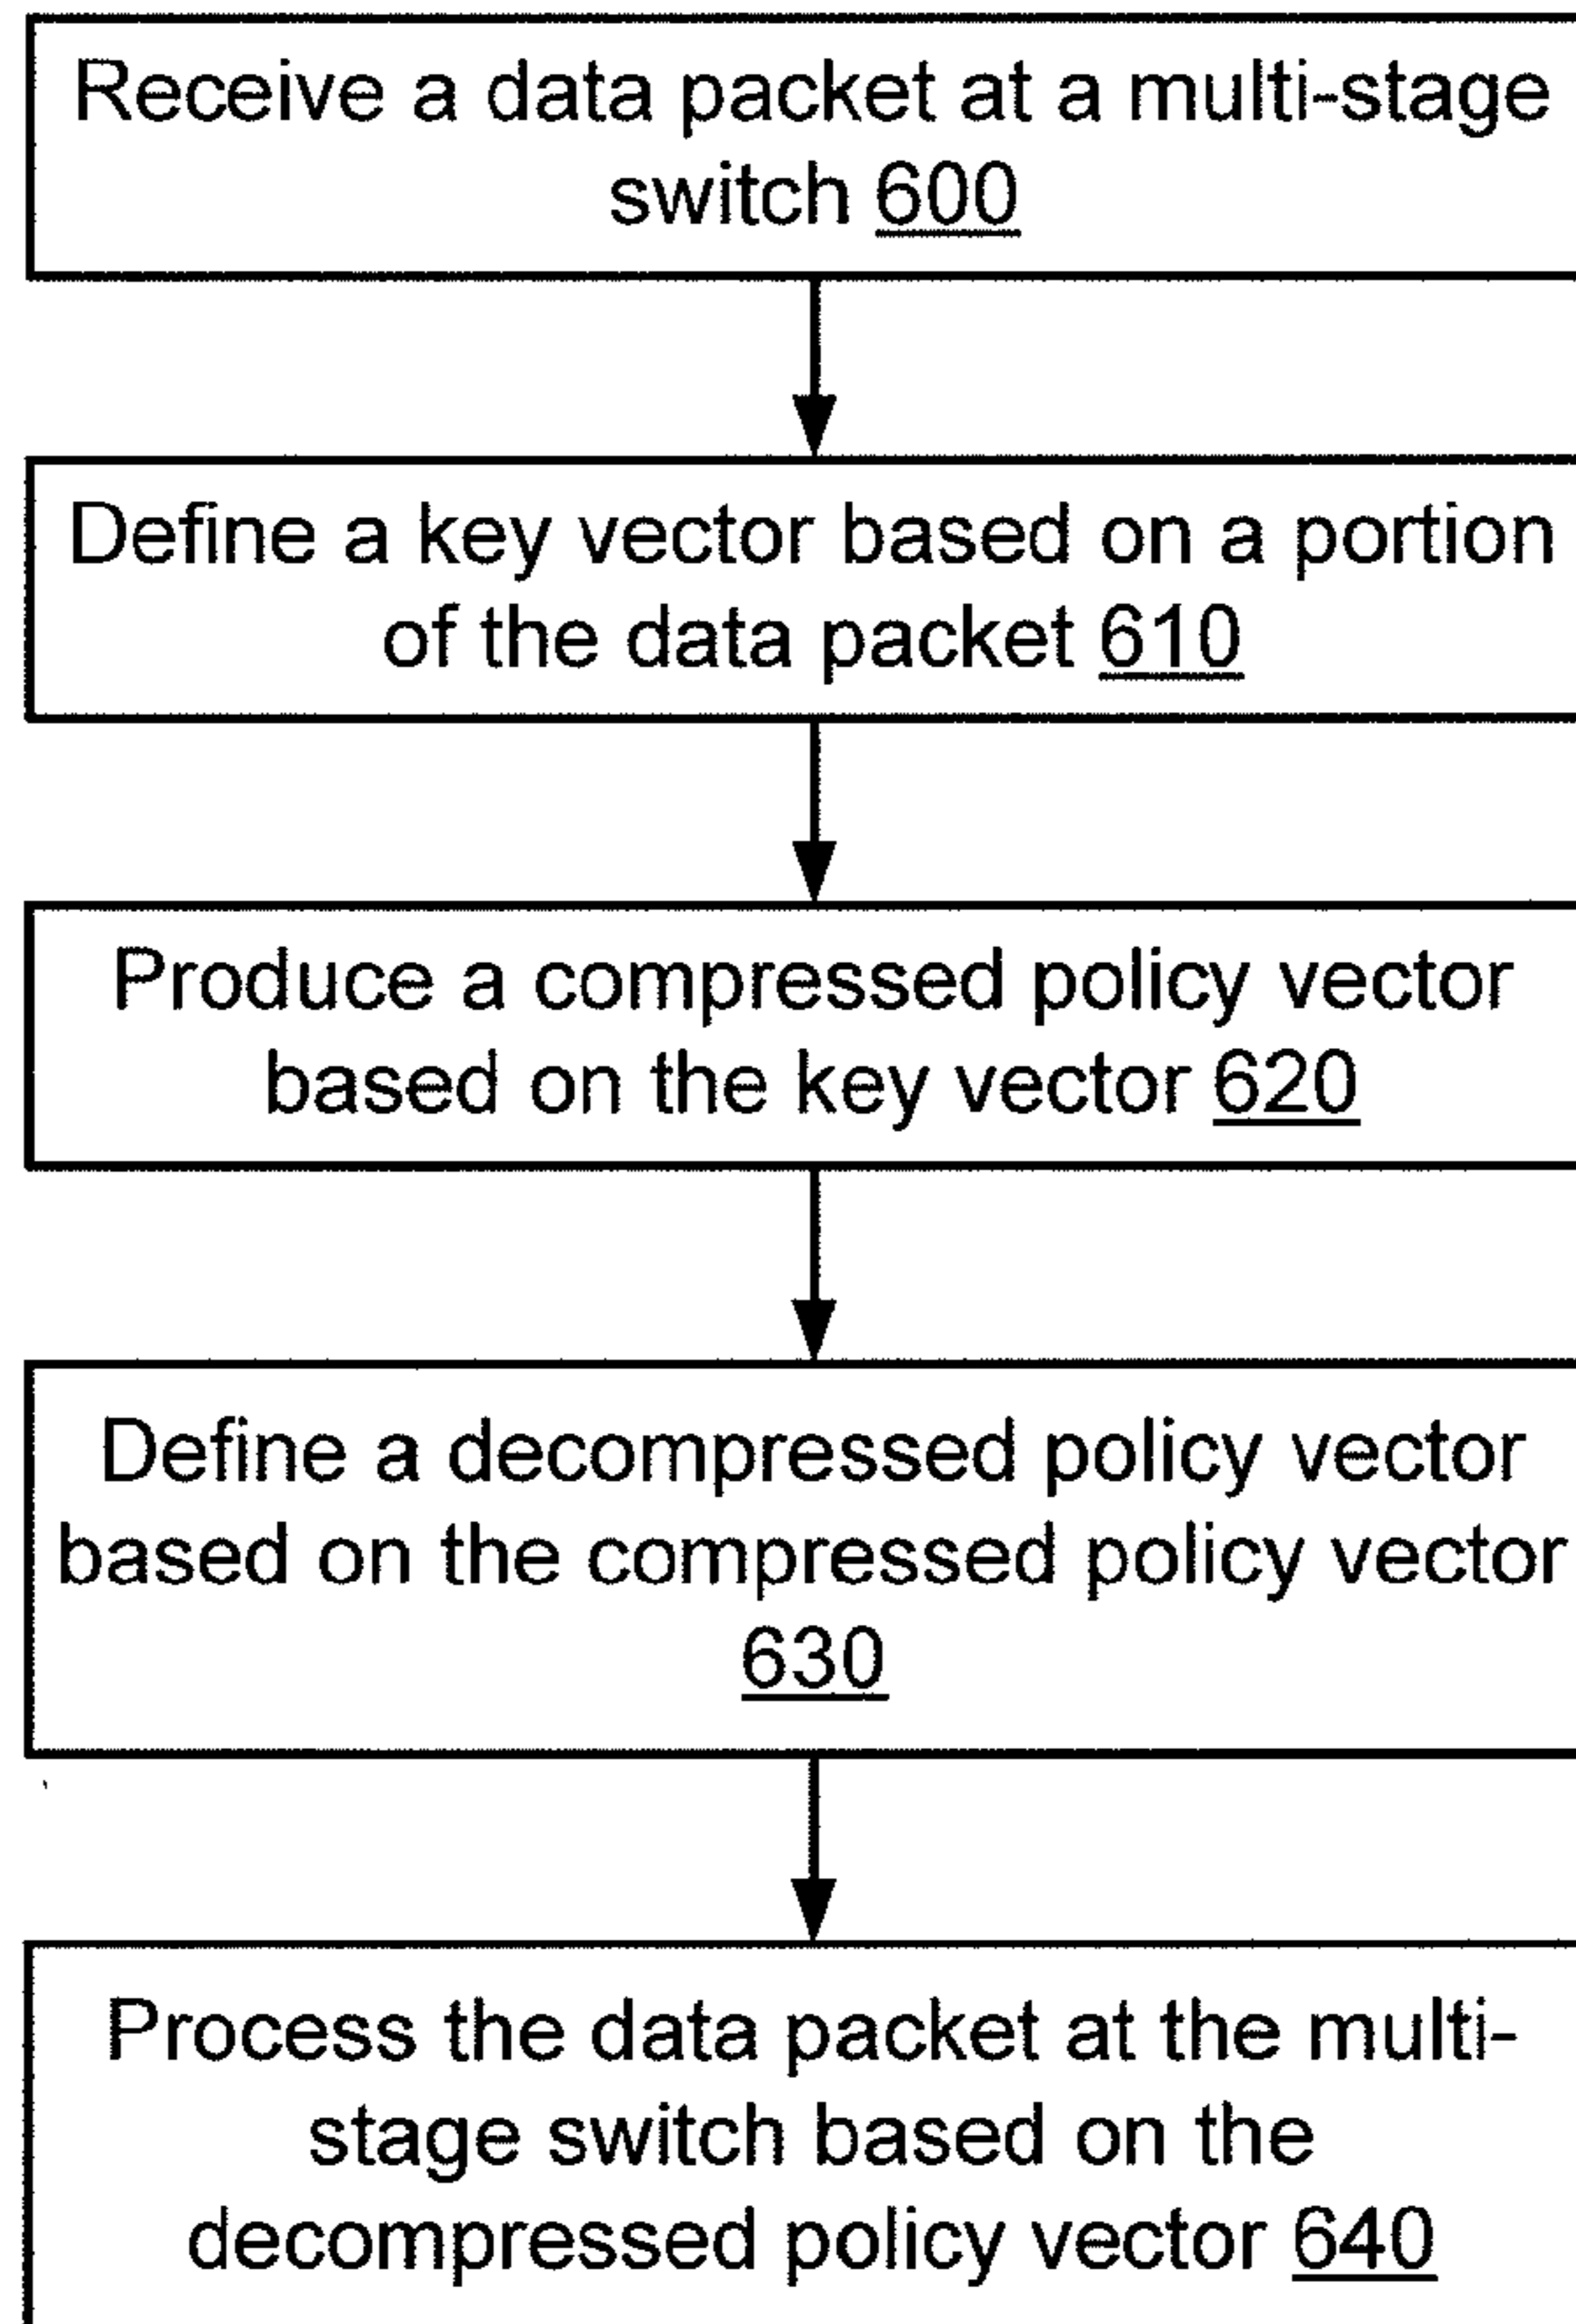 Receive a data packet at a multi-stage
switch 600
Define a key vector based on a portion
of the data packet 610
Produce a compressed policy vector
based on the key vector 620
Define a decompressed policy vector
based on the compressed policy vector
630
Process the data packet at the multi-
stage switch based on the
decompressed policy vector 640